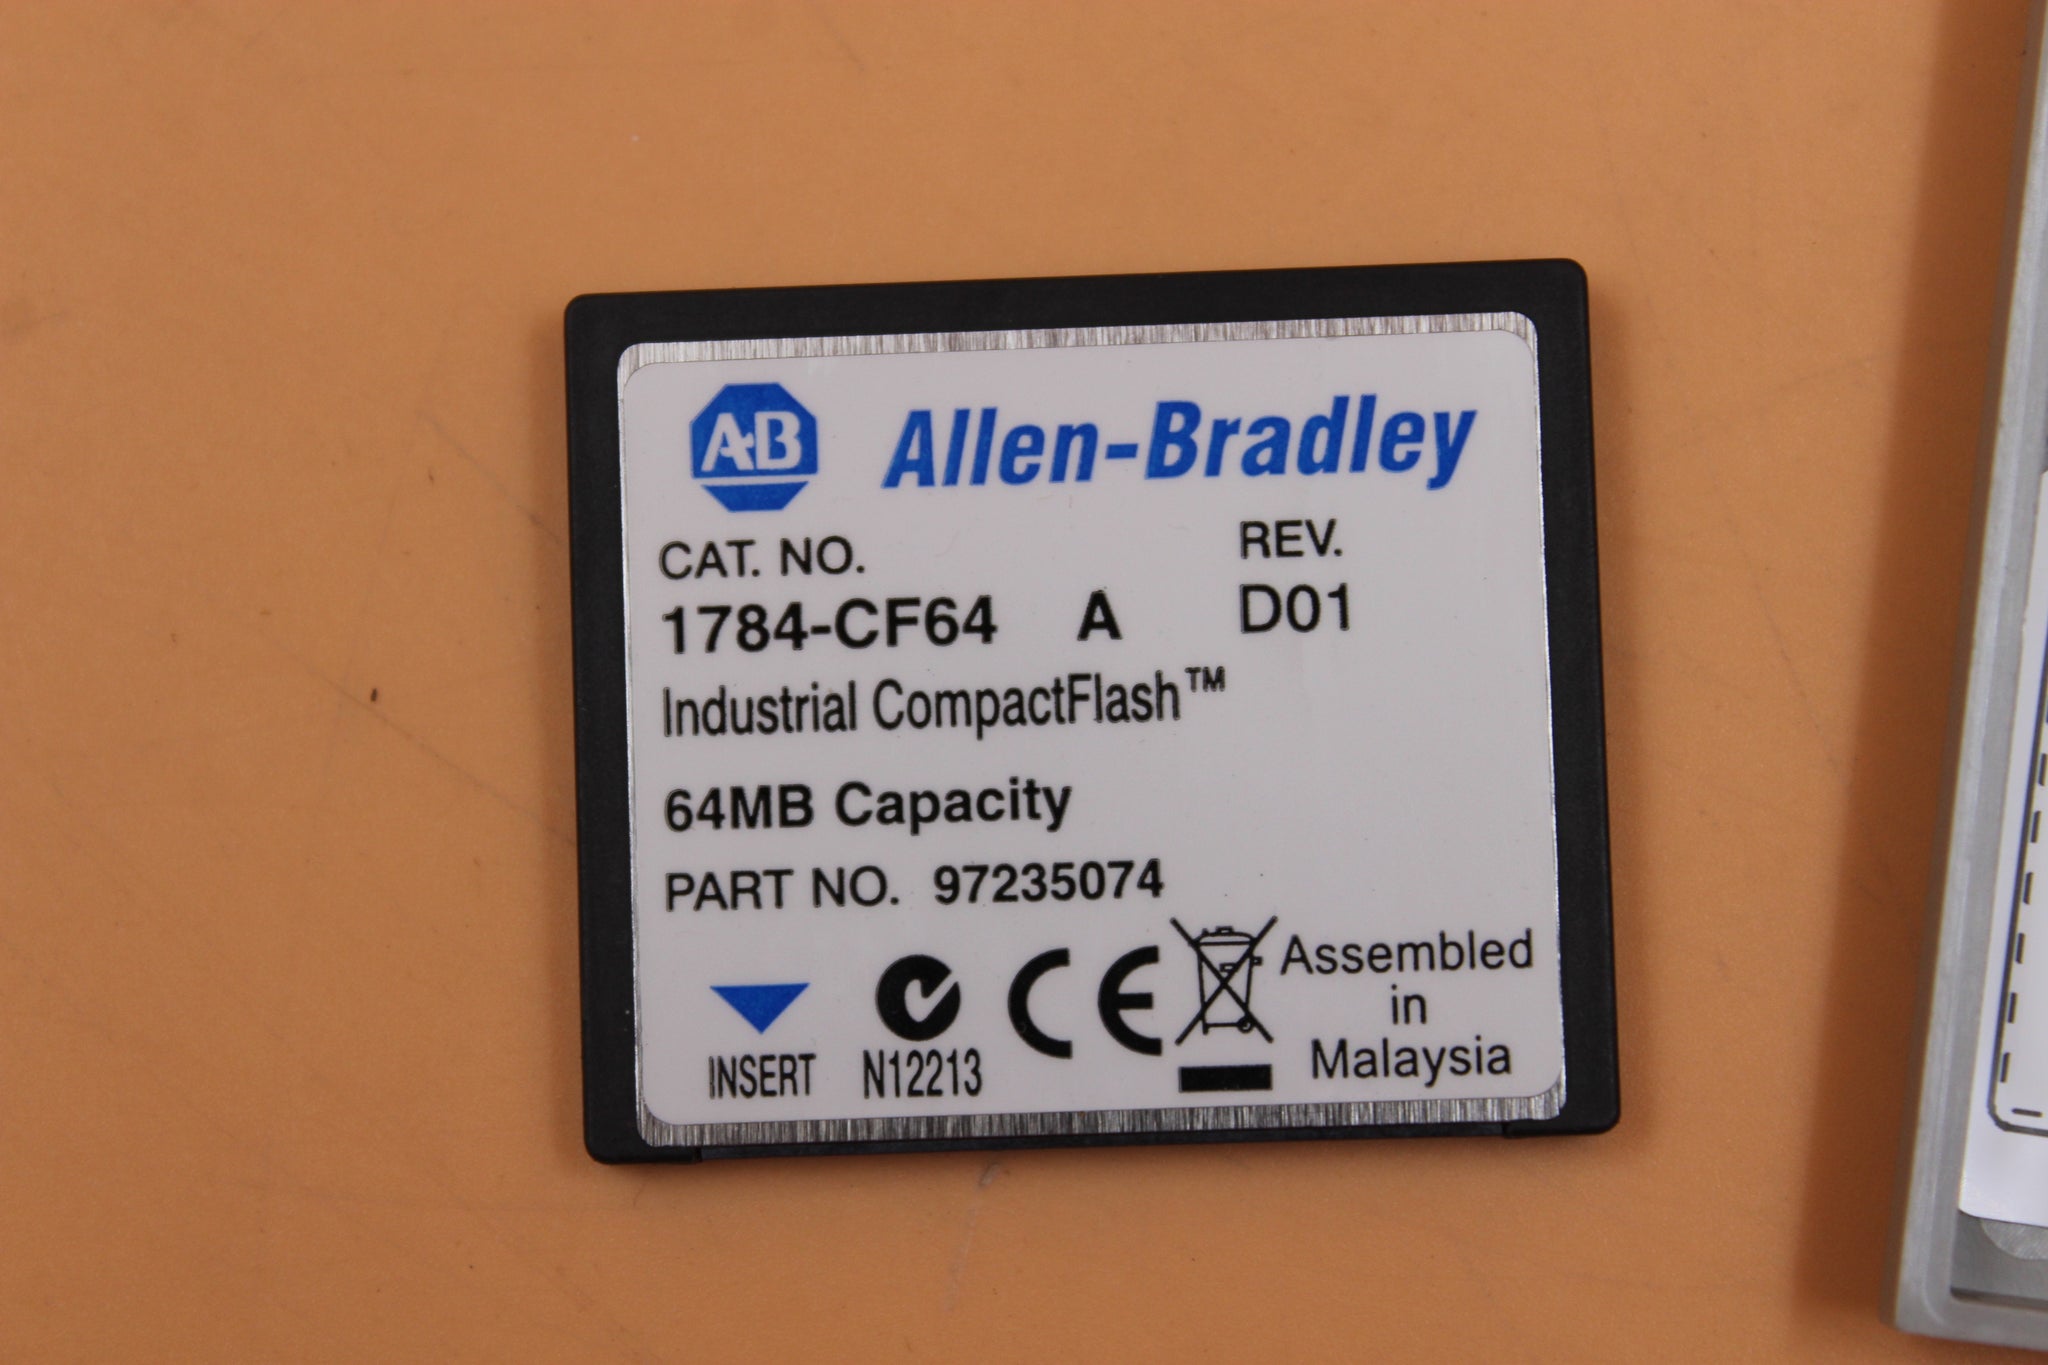 A-B Allen-Bradley
CAT. NO. REV.
1784-CF64 A D01
Industrial CompactFlash™
64MB Capacity
PART NO. 97235074
INSERT N12213 CE Assembled
in
Malaysia